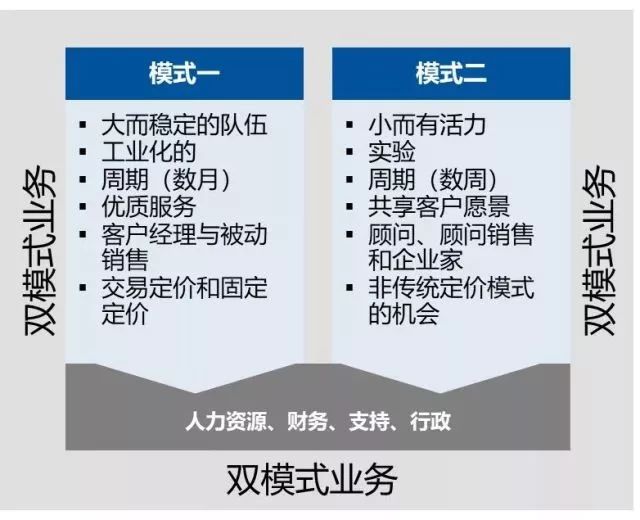 双模式业务
模式一
▪ 大而稳定的队伍
▪ 工业化的
▪ 周期（数月）
▪ 优质服务
▪ 客户经理与被动
销售
▪ 交易定价和固定
定价
模式二
▪ 小而有活力
▪ 实验
▪ 周期（数周）
▪ 共享客户愿景
▪ 顾问、顾问销售
和企业家
▪ 非传统定价模式
的机会
双模式业务
人力资源、财务、支持、行政
双模式业务